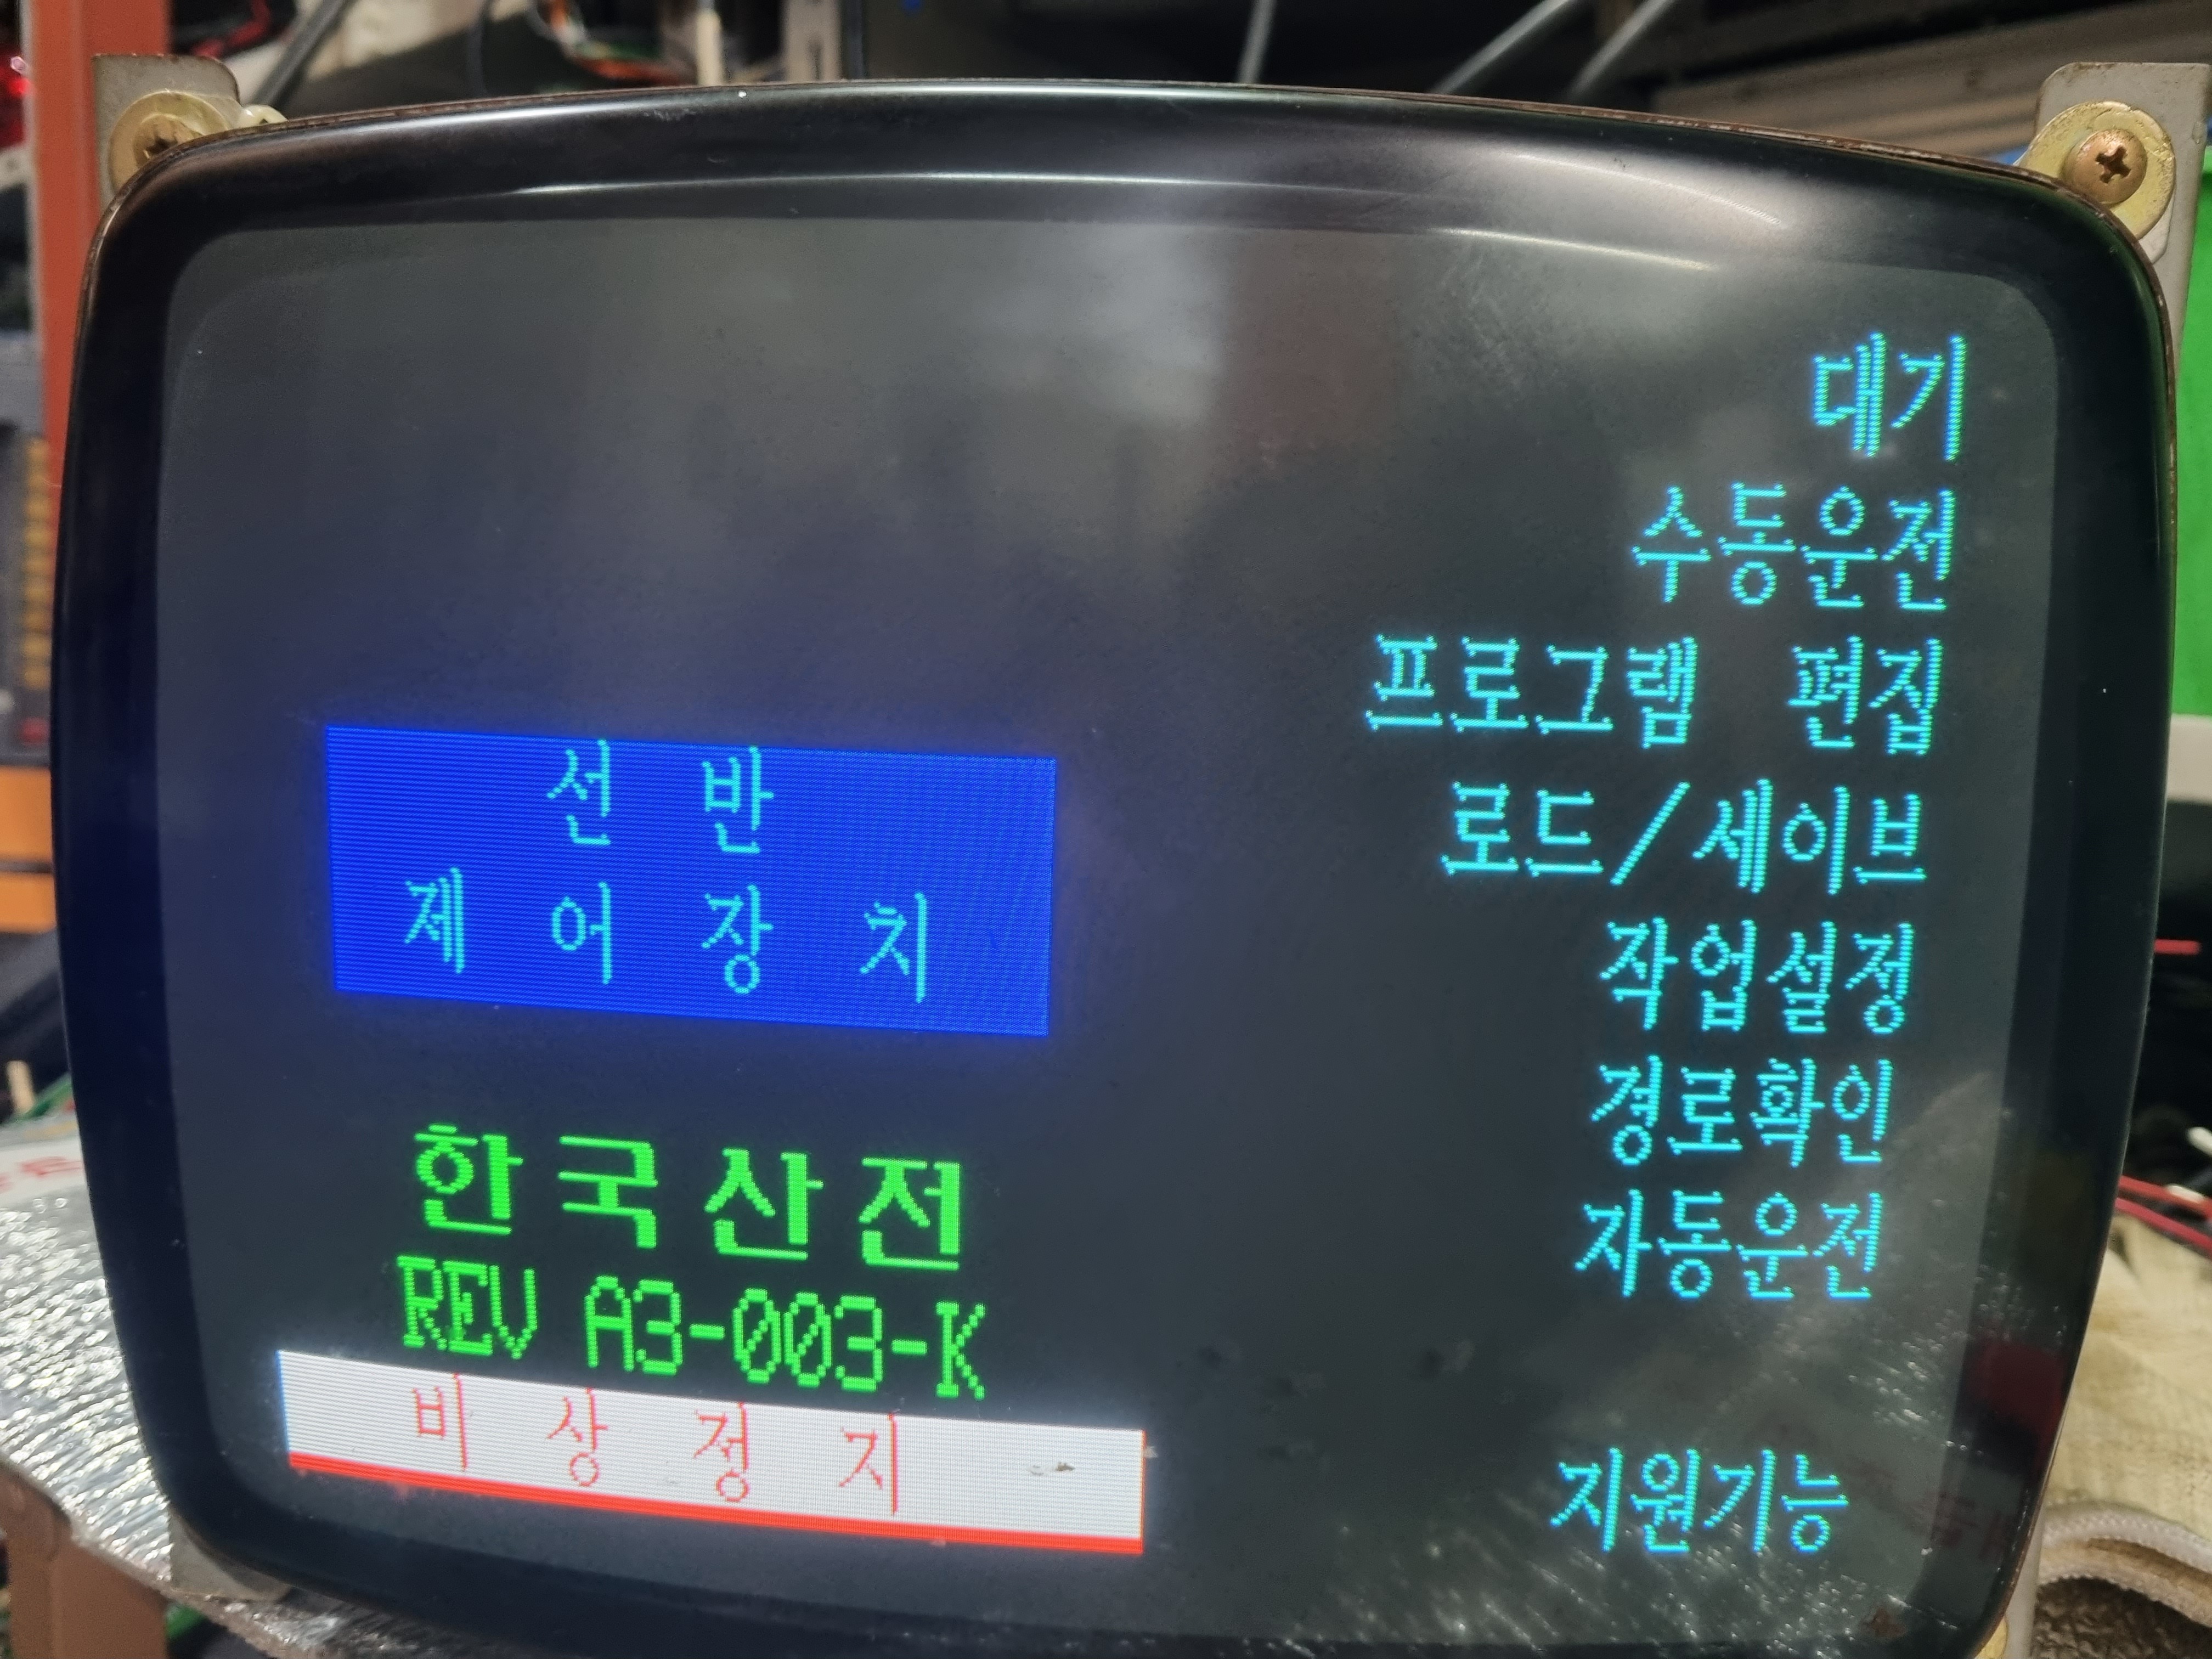 대기
수동운전
프로그램 편집
로드/세이브
작업설정
경로확인
자동운전
지원기능
선 반
제 어 장 치
한국산전
REV A3-003-K
비 상 정 지